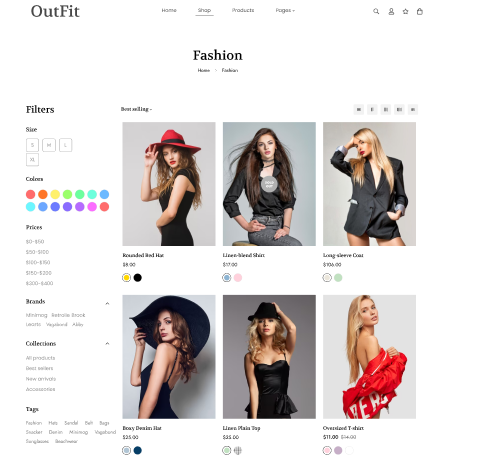 OutFit
Home Shop Products Pages
Fashion
Home Fashion
Filters
Best selling
Size
S M L
XL
Colors
Prices
$0-$50
$50-$100
$100-$150
$150-$200
$300-$400
Brands
Minimog Retrolie Brook
Learts Vagabond Abby
Collections
All products
Best sellers
New arrivals
Accessories
Tags
Fashion Hats Sandal Belt Bags
Sneaker Denim Minimog Vagabond
Sunglasses Beachwear
Rounded Red Hat
$8.00
Linen-blend Shirt
$17.00
Long-sleeve Coat
$106.00
Boxy Denim Hat
$25.00
Linen Plain Top
$25.00
Oversized T-shirt
$11.00 $14.00